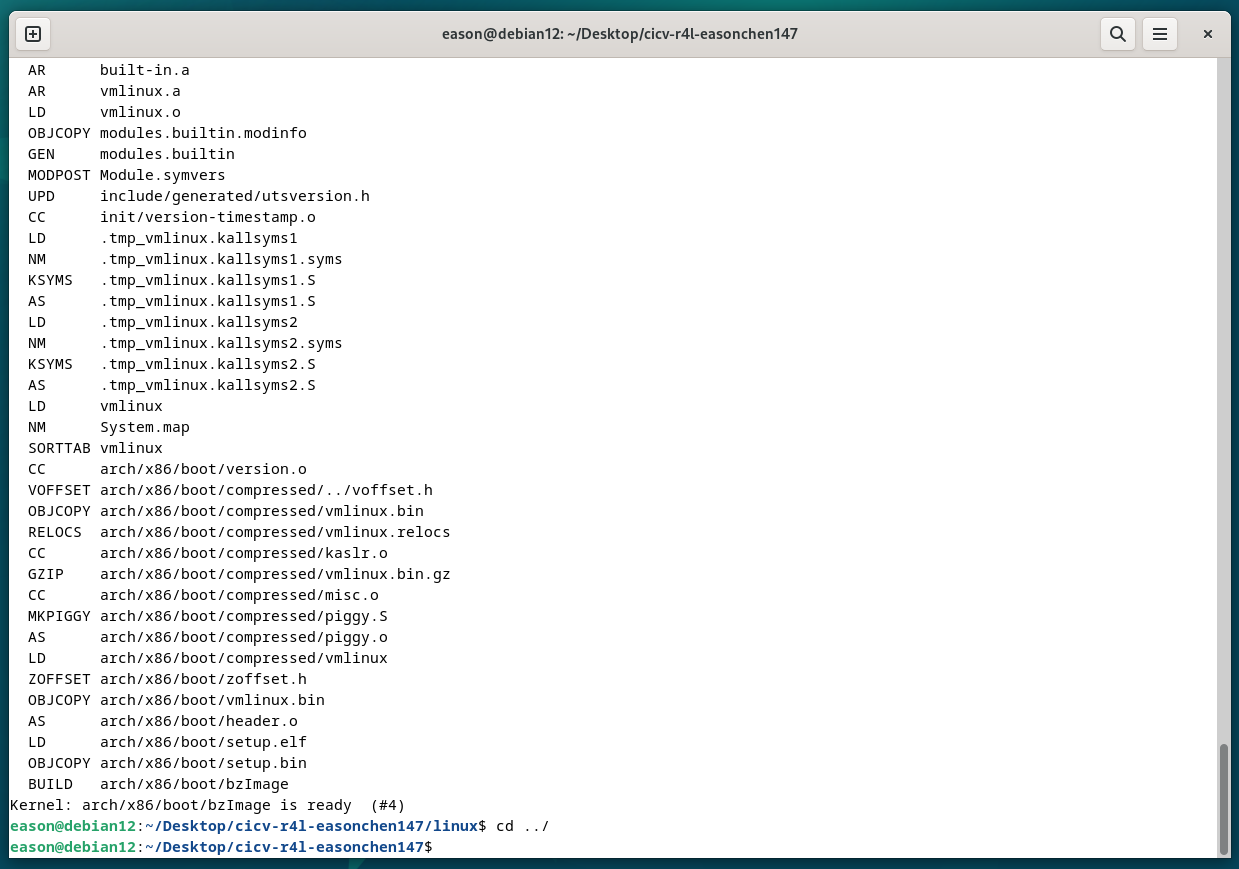 eason@debian12: ~/Desktop/cicv-r4l-easonchen147
AR built-in.a
AR vmlinux.a
LD vmlinux.o
OBJCOPY modules.builtin.modinfo
GEN modules.builtin
MODPOST Module.symvers
UPD include/generated/utsversion.h
CC init/version-timestamp.o
LD .tmp_vmlinux.kallsyms1
NM .tmp_vmlinux.kallsyms1.syms
KSYMS .tmp_vmlinux.kallsyms1.S
AS .tmp_vmlinux.kallsyms1.S
LD .tmp_vmlinux.kallsyms2
NM .tmp_vmlinux.kallsyms2.syms
KSYMS .tmp_vmlinux.kallsyms2.S
AS .tmp_vmlinux.kallsyms2.S
LD vmlinux
NM System.map
SORTTAB vmlinux
CC arch/x86/boot/version.o
VOFFSET arch/x86/boot/compressed/../voffset.h
OBJCOPY arch/x86/boot/compressed/vmlinux.bin
RELOCS arch/x86/boot/compressed/vmlinux.relocs
CC arch/x86/boot/compressed/kaslr.o
GZIP arch/x86/boot/compressed/vmlinux.bin.gz
CC arch/x86/boot/compressed/misc.o
MKPIGGY arch/x86/boot/compressed/piggy.S
AS arch/x86/boot/compressed/piggy.o
LD arch/x86/boot/compressed/vmlinux
ZOFFSET arch/x86/boot/zoffset.h
OBJCOPY arch/x86/boot/vmlinux.bin
AS arch/x86/boot/header.o
LD arch/x86/boot/setup.elf
OBJCOPY arch/x86/boot/setup.bin
BUILD arch/x86/boot/bzImage
Kernel: arch/x86/boot/bzImage is ready (#4)
eason@debian12:~/Desktop/cicv-r4l-easonchen147/linux$ cd ../
eason@debian12:~/Desktop/cicv-r4l-easonchen147$